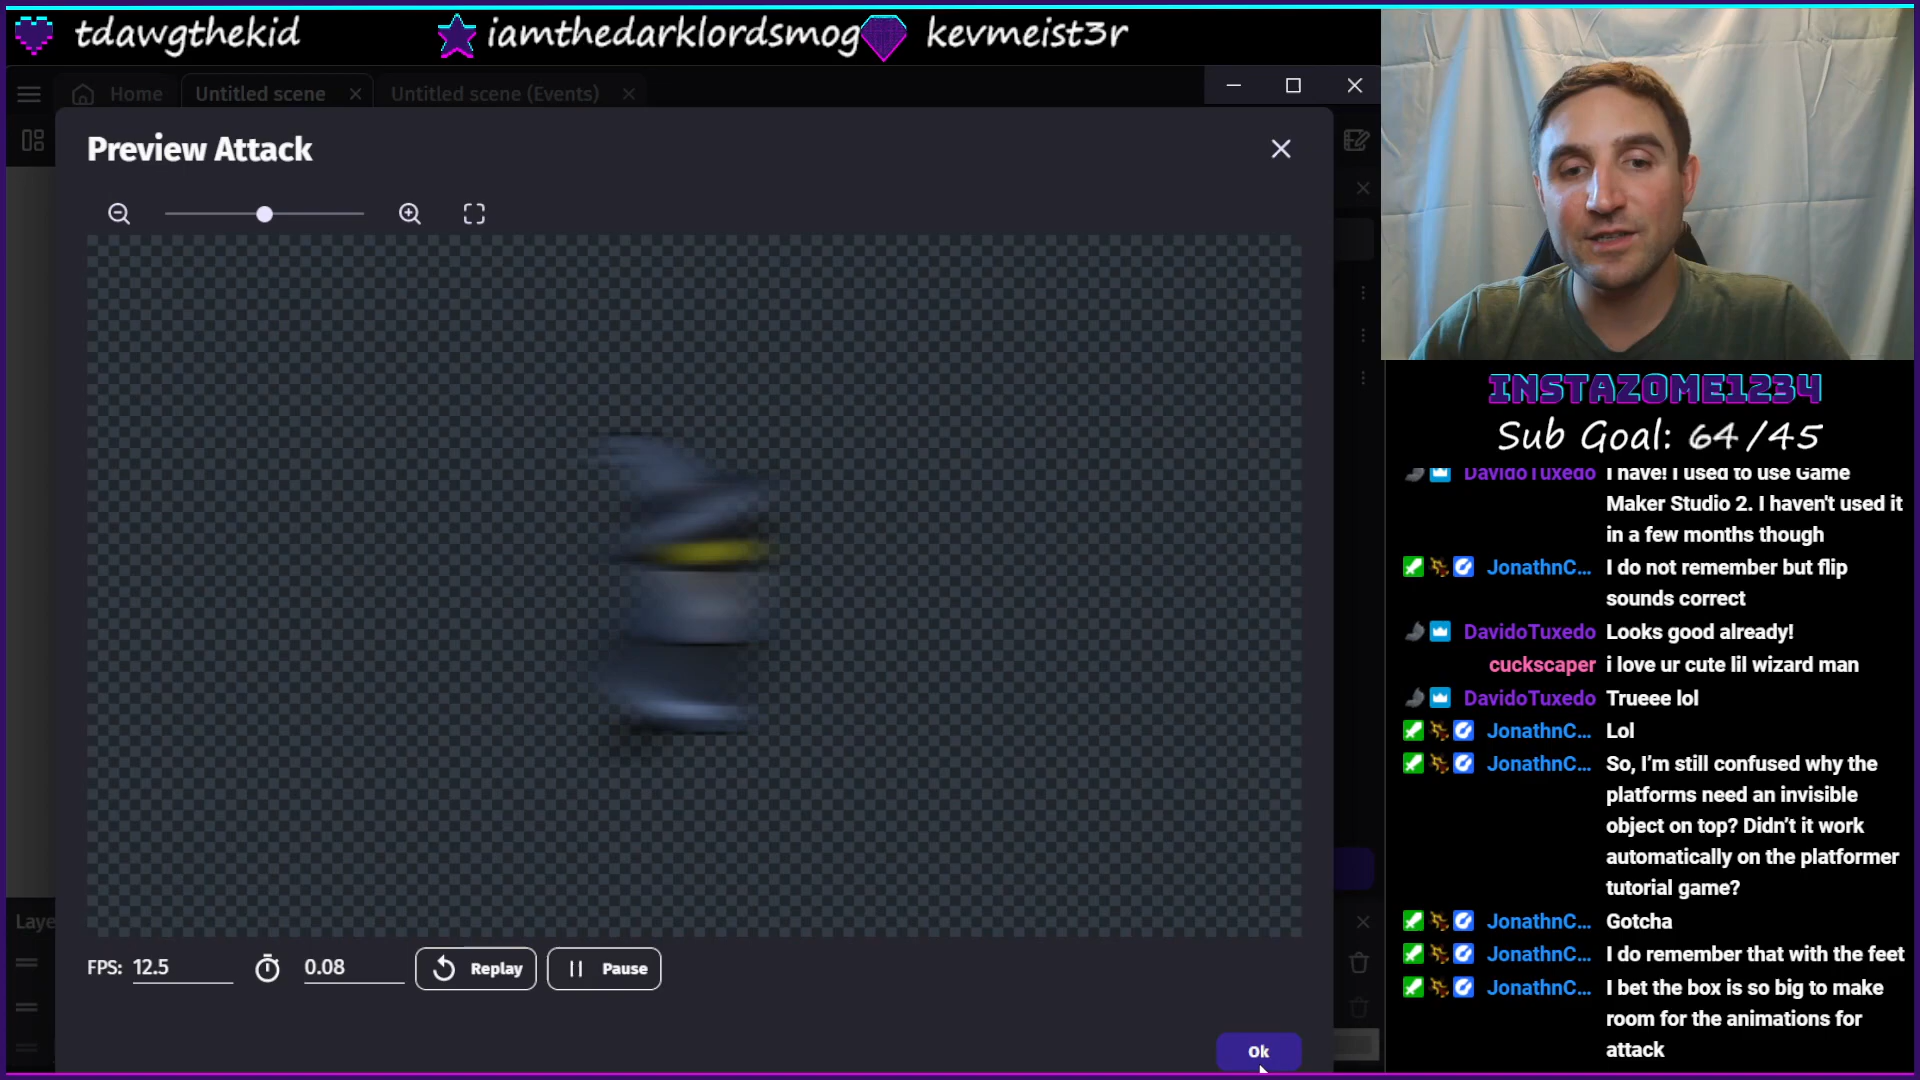 tdawgthekid iamthedarklordsmog kevmeist3r
Home Untitled scene Untitled scene (Events)
Preview Attack
FPS: 12.5 0.08 Replay Pause
Ok
Laye
INSTAZOME1234
Sub Goal: 64/45
DavidoTuxedo I have! I used to use Game
Maker Studio 2. I haven't used it
in a few months though
JonathnC... I do not remember but flip
sounds correct
DavidoTuxedo Looks good already!
cuckscaper i love ur cute lil wizard man
DavidoTuxedo Trueee lol
JonathnC... Lol
JonathnC... So, I'm still confused why the
platforms need an invisible
object on top? Didn't it work
automatically on the platformer
tutorial game?
JonathnC... Gotcha
JonathnC... I do remember that with the feet
JonathnC... I bet the box is so big to make
room for the animations for
attack